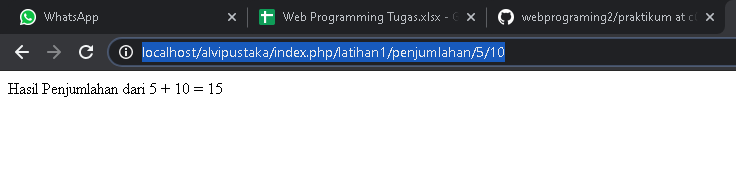 WhatsApp
Web Programming Tugas.xlsx - G
webprograming2/praktikum at c
localhost/alvipustaka/index.php/latihan1/penjumlahan/5/10
Hasil Penjumlahan dari 5 + 10 = 15